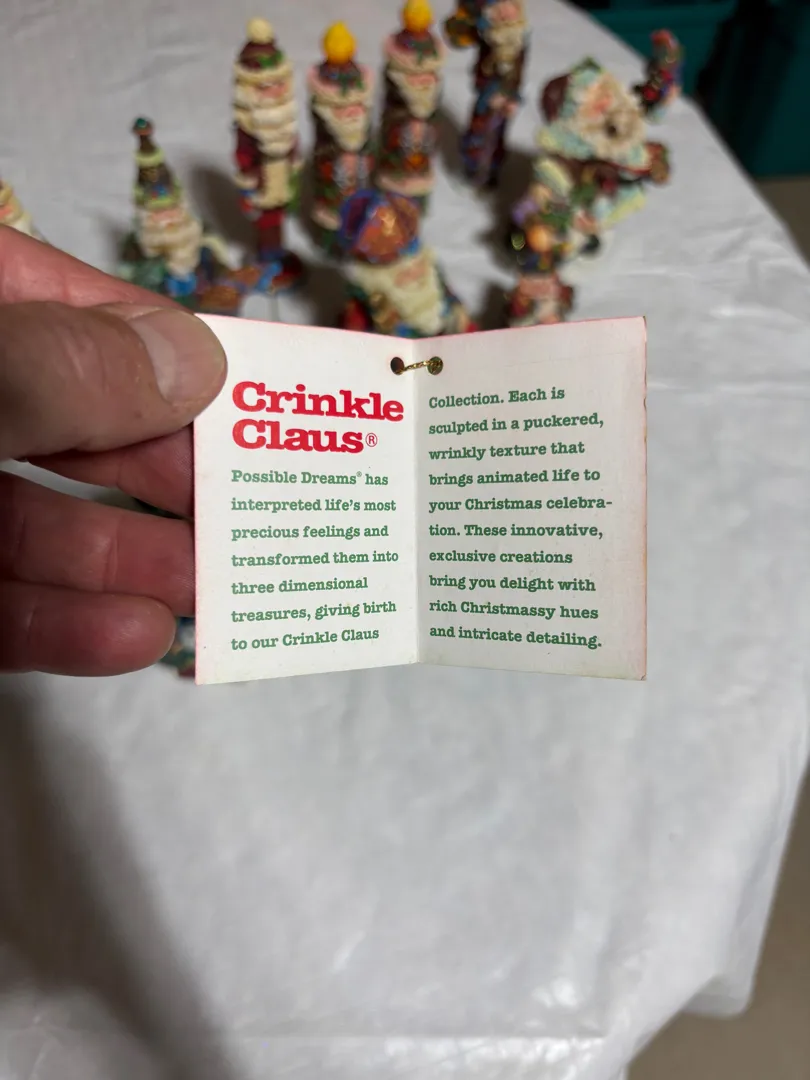 Crinkle
Claus®
Possible Dreams® has
interpreted life's most
precious feelings and
transformed them into
three dimensional
treasures, giving birth
to our Crinkle Claus
Collection. Each is
sculpted in a puckered,
wrinkly texture that
brings animated life to
your Christmas celebra-
tion. These innovative,
exclusive creations
bring you delight with
rich Christmassy hues
and intricate detailing.